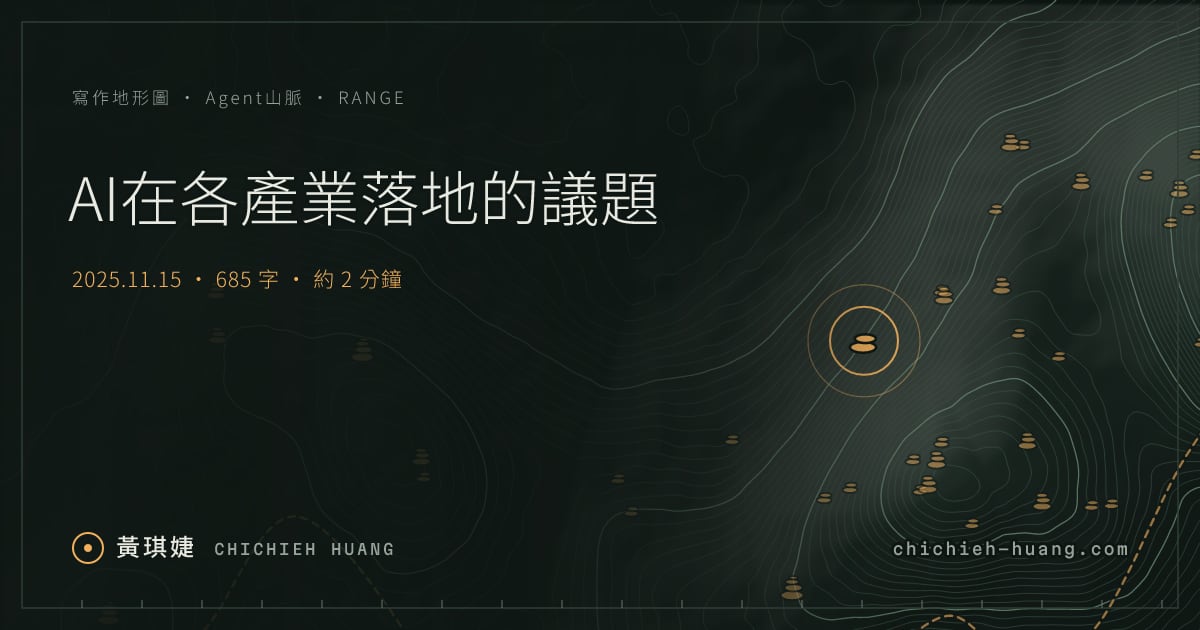 寫作地形圖 · Agent山脈 · RANGE
AI在各產業落地的議題
2025.11.15 · 685 字 · 約 2 分鐘
黃琪婕 CHICHIEH HUANG
chichieh-huang.com